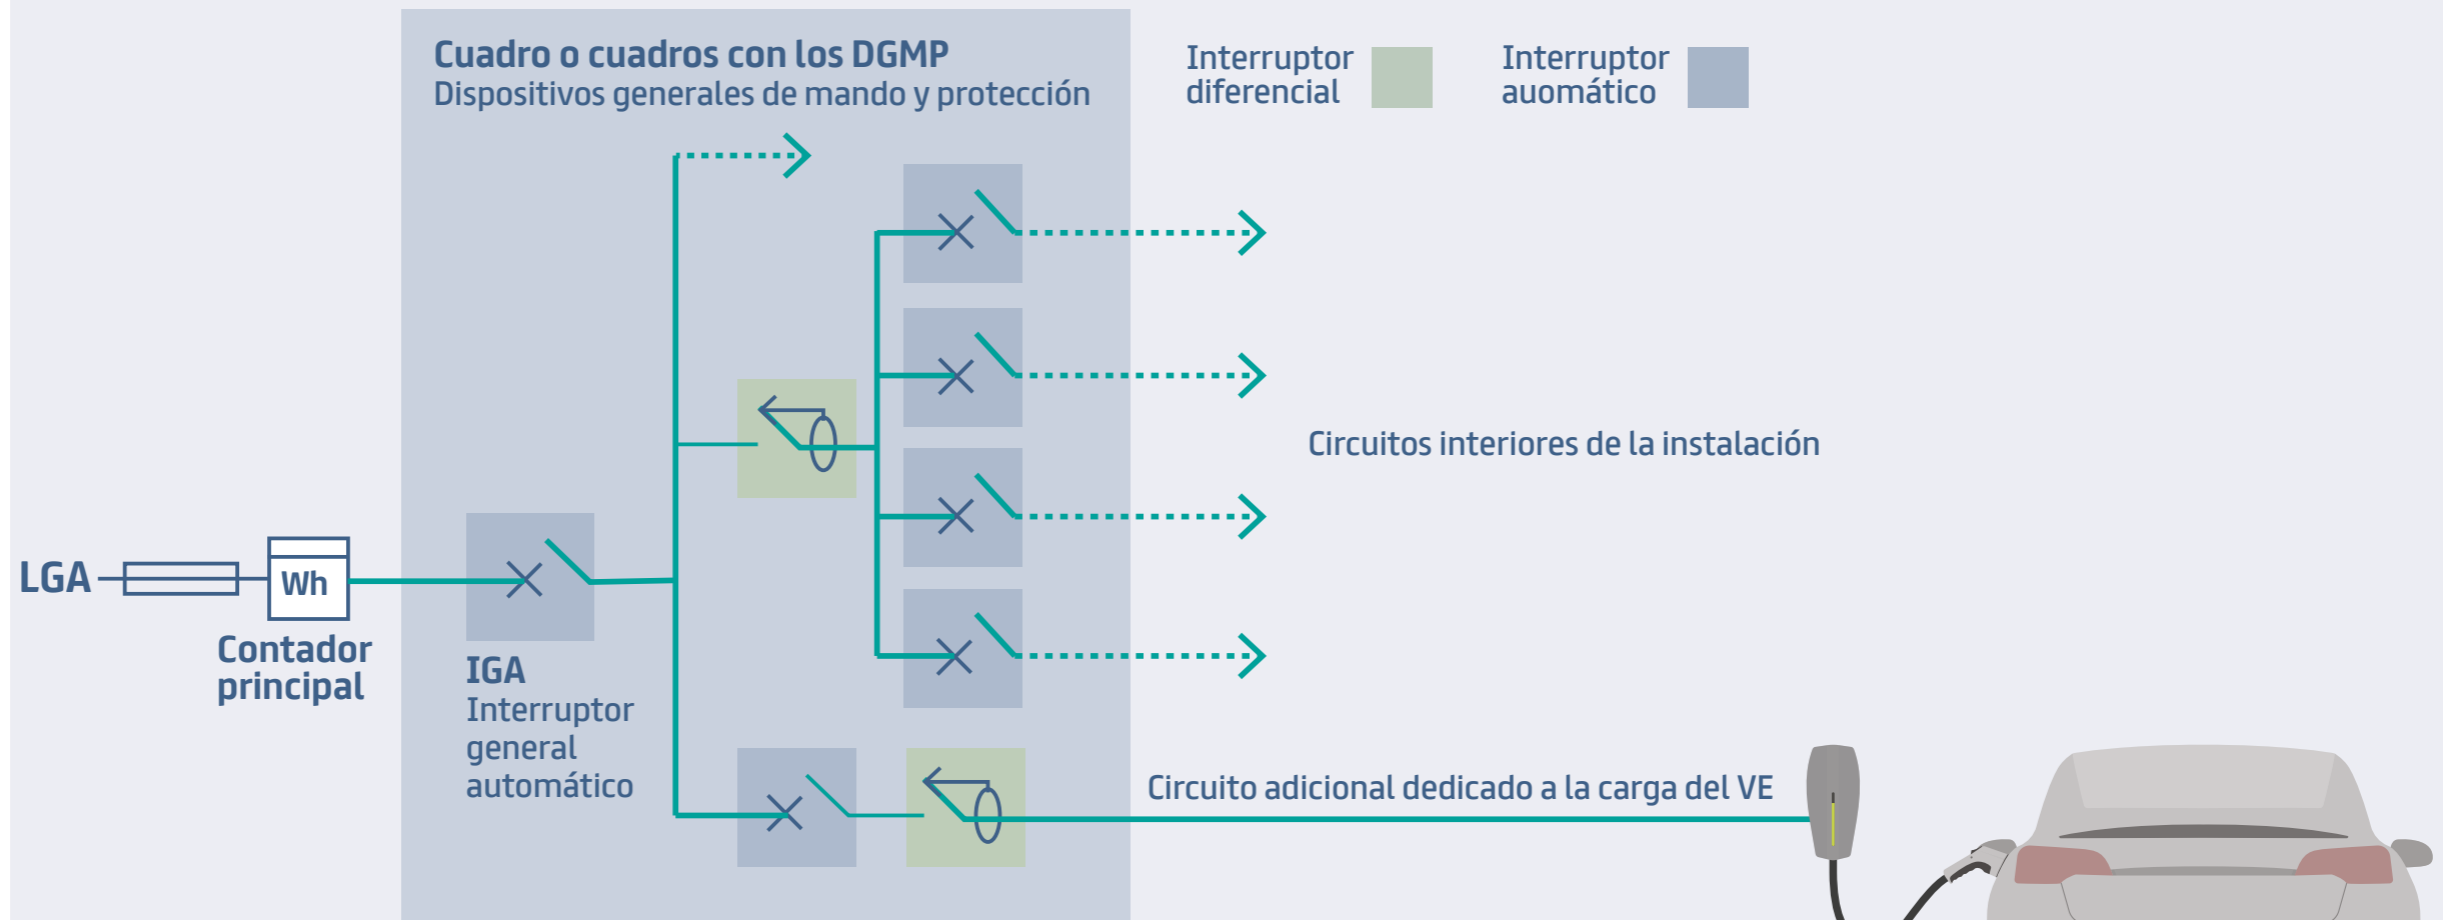 Cuadro o cuadros con los DGMP
Dispositivos generales de mando y protección
Interruptor
diferencial
Interruptor
auomático
Circuitos interiores de la instalación
LGA
Wh
Contador
principal
IGA
Interruptor
general
automático
Circuito adicional dedicado a la carga del VE